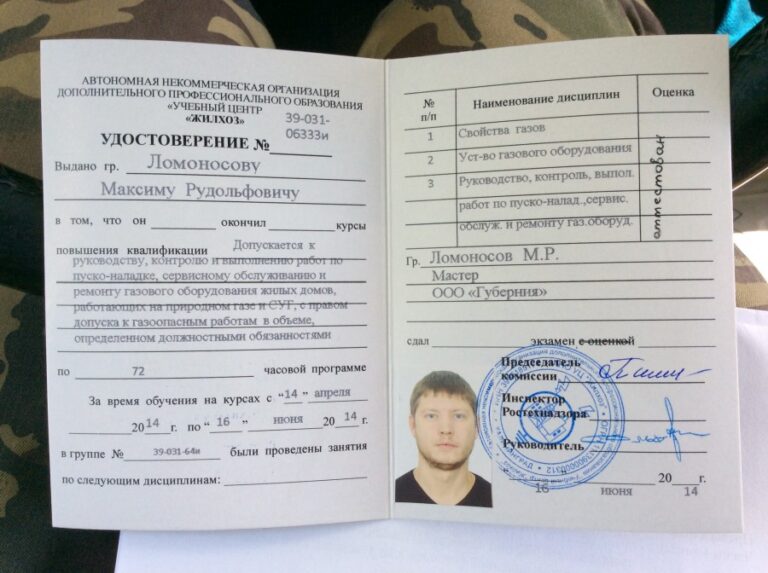 АВТОНОМНАЯ НЕКОММЕРЧЕСКАЯ ОРГАНИЗАЦИЯ
ДОПОЛНИТЕЛЬНОГО ПРОФЕССИОНАЛЬНОГО ОБРАЗОВАНИЯ
«УЧЕБНЫЙ ЦЕНТР
«ЖИЛХОЗ»
39-031-
УДОСТОВЕРЕНИЕ № 06333и
Выдано гр. Ломоносову
Максиму Рудольфовичу
в том, что он окончил курсы
повышения квалификации Допускается к
руководству, контролю и выполнению работ по
пуско-наладке, сервисному обслуживанию и
ремонту газового оборудования жилых домов,
работающих на природном газе и СУГ, с правом
допуска к газоопасным работам в объеме,
определенном должностными обязанностями
по 72 часовой программе
За время обучения на курсах с "14" апреля
2014 г. по "16" июня 2014 г.
в группе № 39-031-64и были проведены занятия
по следующим дисциплинам:
№ п/п Наименование дисциплин Оценка
1 Свойства газов
2 Уст-во газового оборудования
3 Руководство, контроль, выпол.
работ по пуско-налад.,сервис.
обслуж. и ремонту газ.оборуд.
аттестован
Гр. Ломоносов М.Р.
Мастер
ООО «Губерния»
сдал экзамен с оценкой
Председатель
комиссии
Инспектор
Ростехнадзора
Руководитель
16 июня 2014 г.